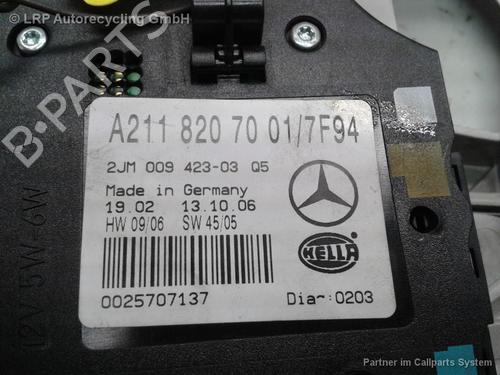 © LRP Autorecycling GmbH
A211 820 70 01/7F94
2JM 009 423-03 Q5
Made in Germany
19.02 13.10.06
HW 09/06 SW 45/05
HELLA
0025707137 Dia~:0203
12V 5W-6W
Partner im Callparts System